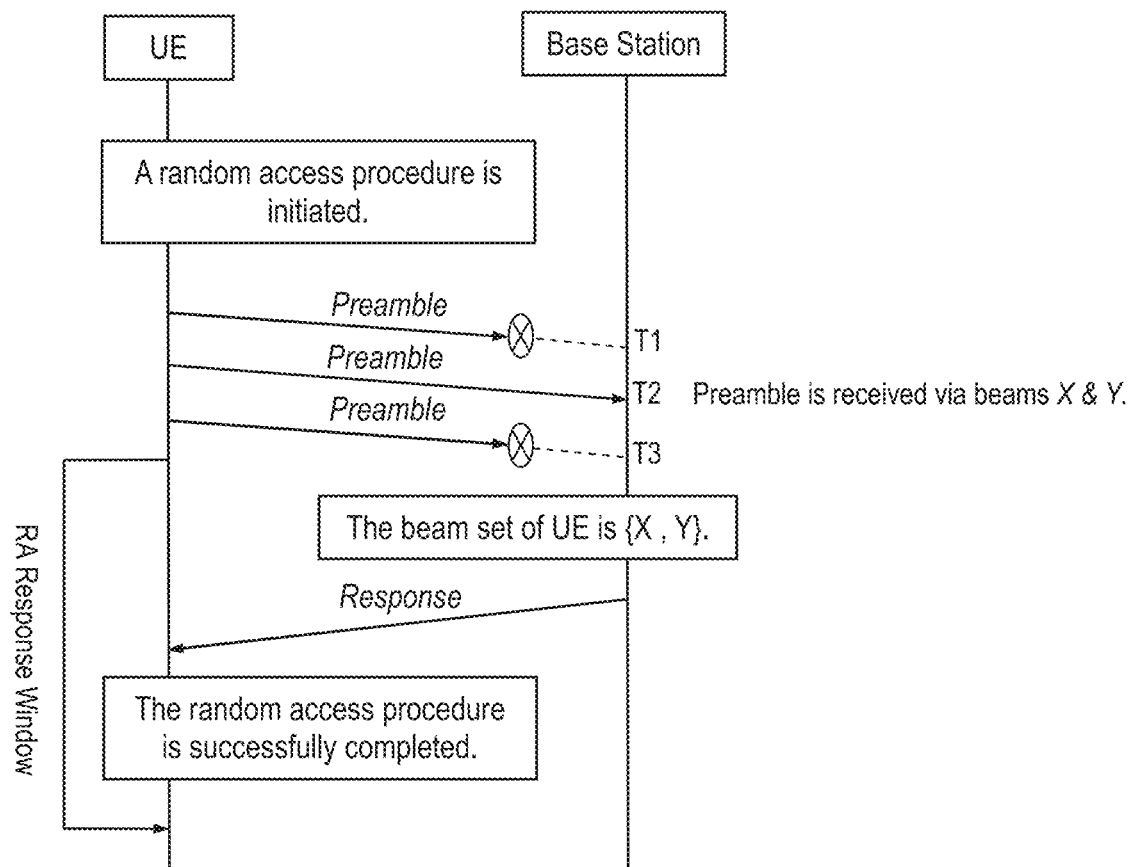 UE
Base Station
A random access procedure is
initiated.
Preamble
T1
Preamble
T2
Preamble is received via beams X & Y.
Preamble
T3
The beam set of UE is {X , Y}.
RA Response Window
Response
The random access procedure
is successfully completed.